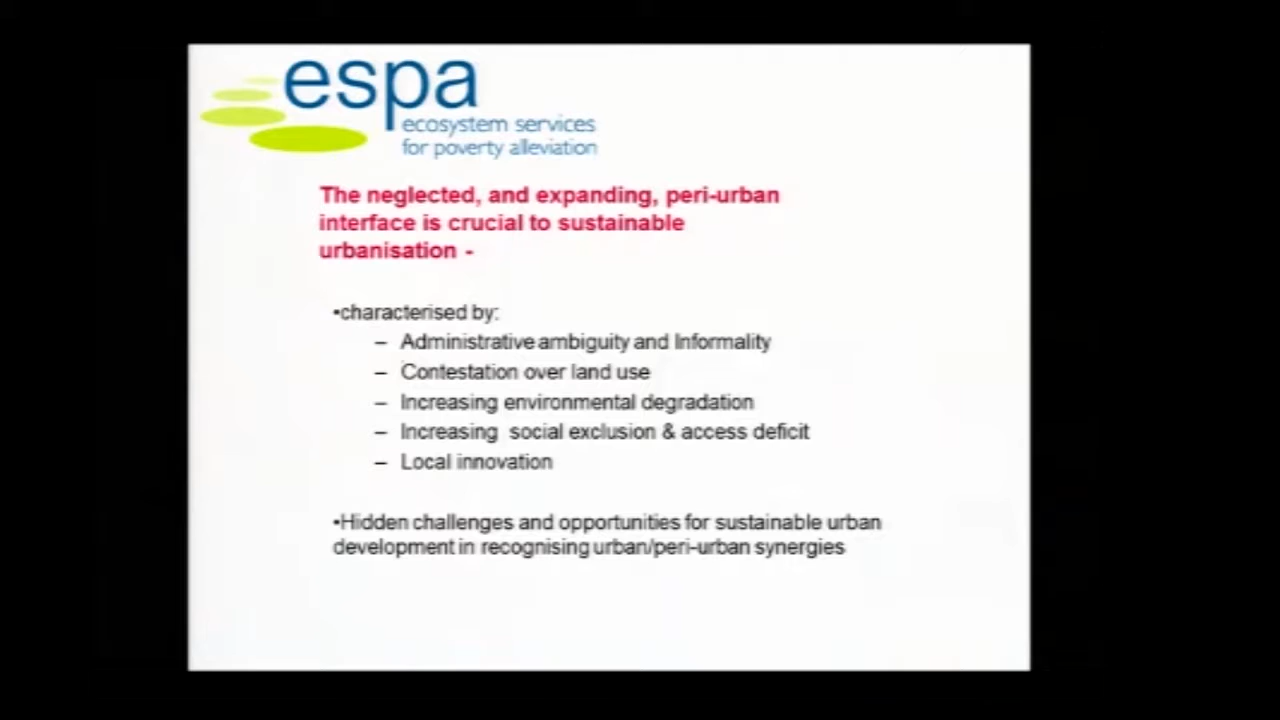 espa
ecosystem services
for poverty alleviation
The neglected, and expanding, peri-urban
interface is crucial to sustainable
urbanisation -
•characterised by:
– Administrative ambiguity and Informality
– Contestation over land use
– Increasing environmental degradation
– Increasing social exclusion & access deficit
– Local innovation
•Hidden challenges and opportunities for sustainable urban
development in recognising urban/peri-urban synergies